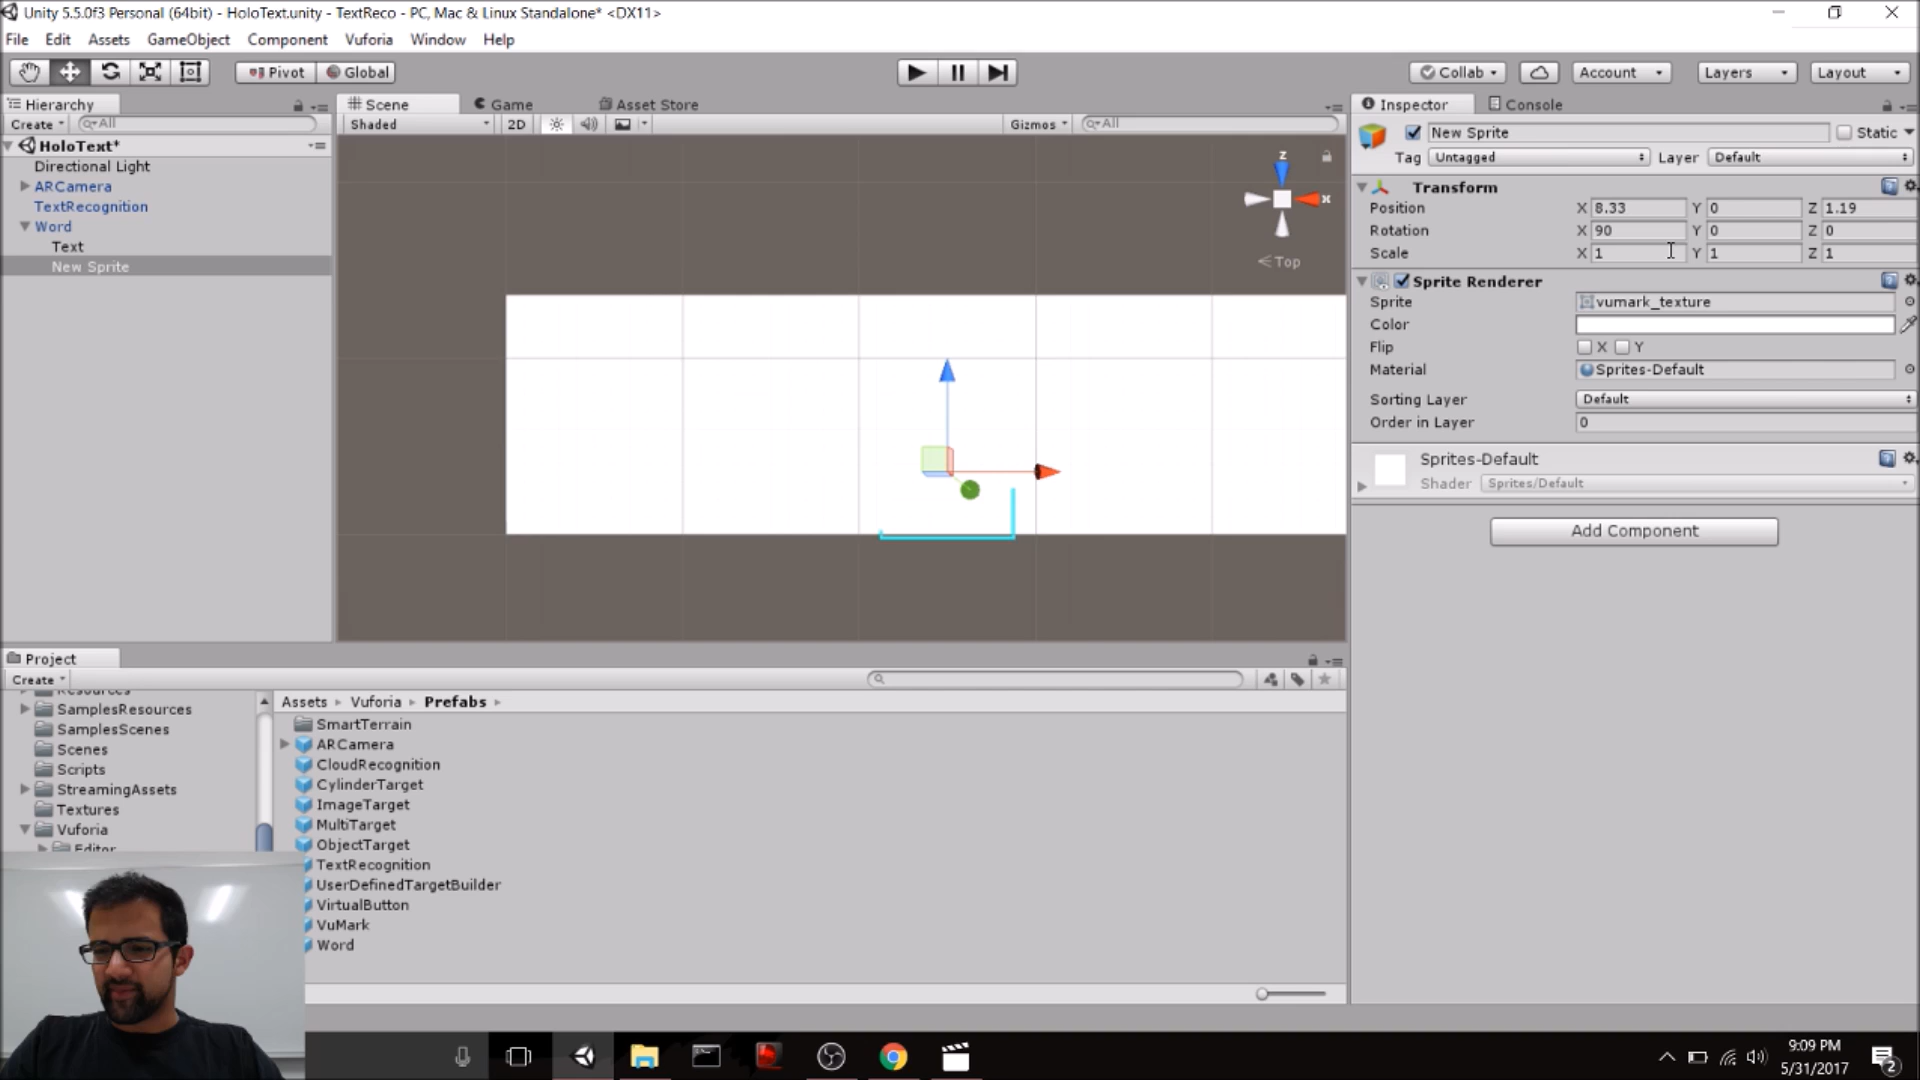 Unity 5.5.0f3 Personal (64bit) - HoloText.unity - TextReco - PC, Mac & Linux Standalone* <DX11>
File Edit Assets GameObject Component Vuforia Window Help
Pivot Global Collab Account Layers Layout
Hierarchy
Create All
HoloText*
Directional Light
ARCamera
TextRecognition
Word
Text
New Sprite
Scene Game Asset Store
Shaded 2D Gizmos All
z
x
Top
Inspector Console
New Sprite Static
Tag Untagged Layer Default
Transform
Position X 8.33 Y 0 Z 1.19
Rotation X 90 Y 0 Z 0
Scale X 1 Y 1 Z 1
Sprite Renderer
Sprite vumark_texture
Color
Flip X Y
Material Sprites-Default
Sorting Layer Default
Order in Layer 0
Sprites-Default
Shader Sprites/Default
Add Component
Project
Create
Resources
SamplesResources
SamplesScenes
Scenes
Scripts
StreamingAssets
Textures
Vuforia
Editor
Assets Vuforia Prefabs
SmartTerrain
ARCamera
CloudRecognition
CylinderTarget
ImageTarget
MultiTarget
ObjectTarget
TextRecognition
UserDefinedTargetBuilder
VirtualButton
VuMark
Word
9:09 PM
5/31/2017
2